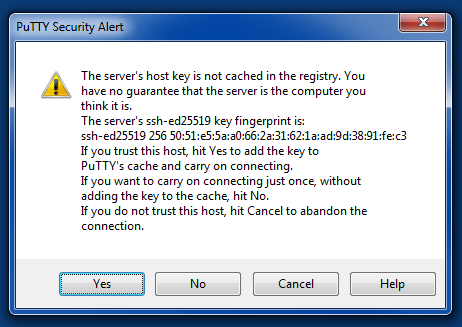 PuTTY Security Alert
The server's host key is not cached in the registry. You
have no guarantee that the server is the computer you
think it is.
The server's ssh-ed25519 key fingerprint is:
ssh-ed25519 256 50:51:e5:5a:a0:66:2a:31:62:1a:ad:9d:38:91:fe:c3
If you trust this host, hit Yes to add the key to
PuTTY's cache and carry on connecting.
If you want to carry on connecting just once, without
adding the key to the cache, hit No.
If you do not trust this host, hit Cancel to abandon the
connection.
Yes No Cancel Help